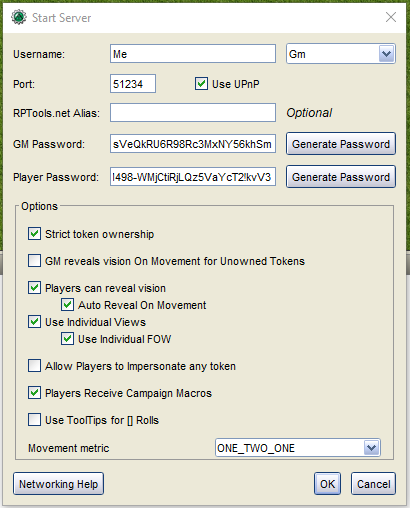 Start Server
Username: Me Gm
Port: 51234 Use UPnP
RPTools.net Alias: Optional
GM Password: sVeQkRU6R98Rc3MxNY56khSm Generate Password
Player Password: l498-WMjCtiRjLQz5VaYcT2!kvV3 Generate Password
Options
Strict token ownership
GM reveals vision On Movement for Unowned Tokens
Players can reveal vision
Auto Reveal On Movement
Use Individual Views
Use Individual FOW
Allow Players to Impersonate any token
Players Receive Campaign Macros
Use ToolTips for [] Rolls
Movement metric ONE_TWO_ONE
Networking Help OK Cancel